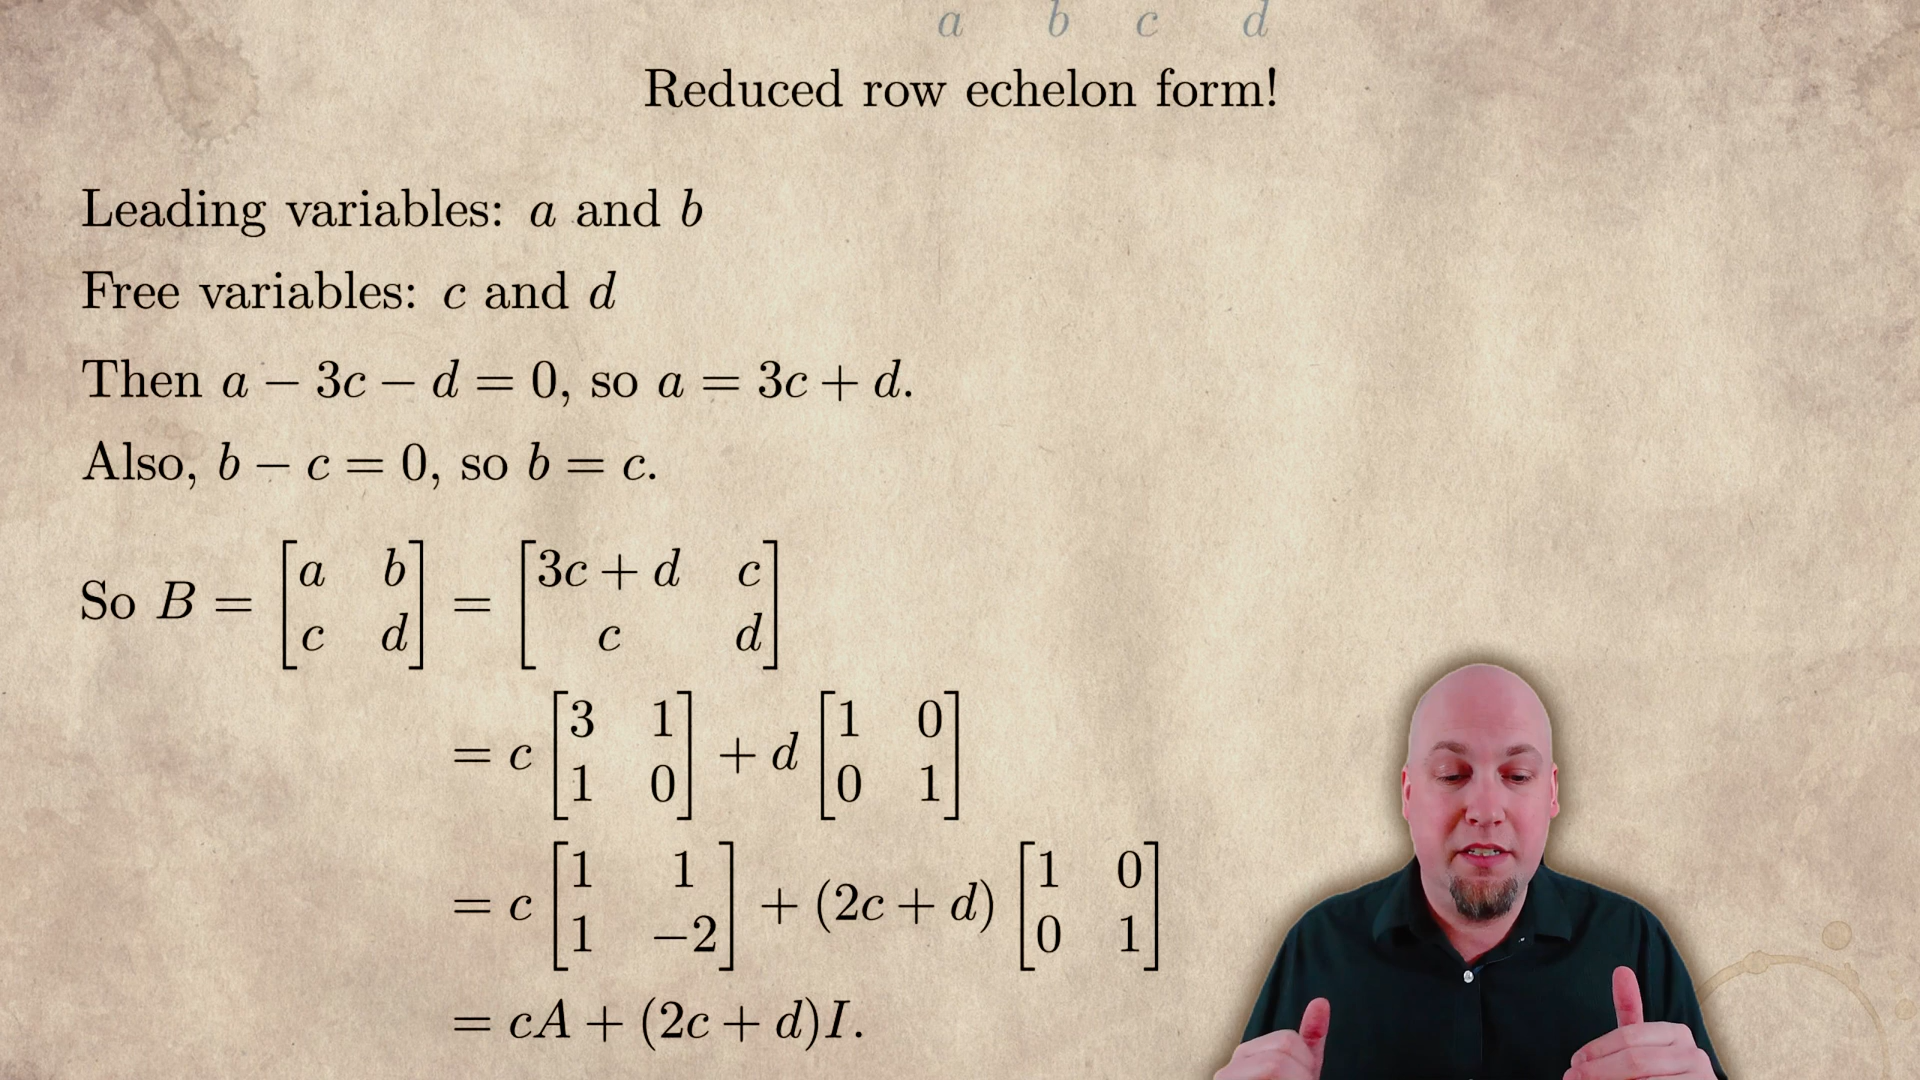 a b c d
Reduced row echelon form!
Leading variables: a and b
Free variables: c and d
Then a − 3c − d = 0, so a = 3c + d.
Also, b − c = 0, so b = c.
So B = [a b; c d] = [3c + d c; c d]
= c [3 1; 1 0] + d [1 0; 0 1]
= c [1 1; 1 −2] + (2c + d) [1 0; 0 1]
= cA + (2c + d)I.